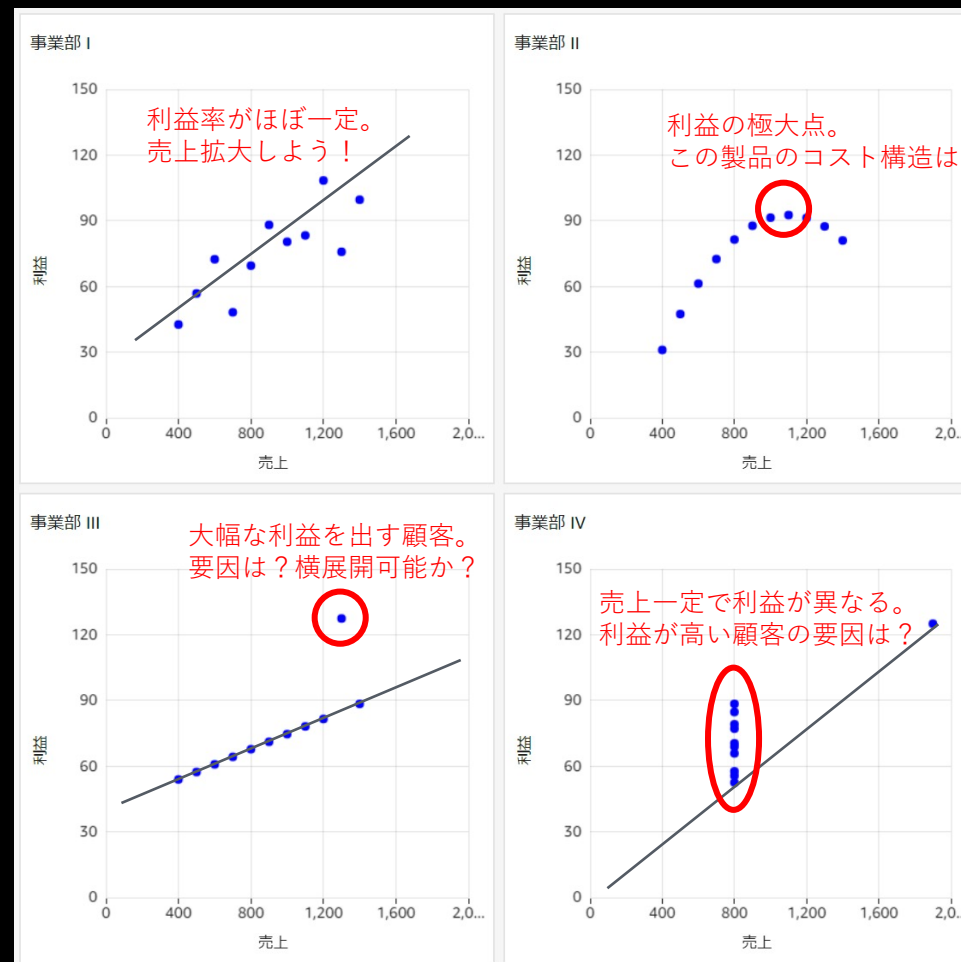 事業部 I
利益率がほぼ一定。
売上拡大しよう！
150
120
90
60
30
0
利益
0 400 800 1,200 1,600 2,0...
売上
事業部 II
利益の極大点。
この製品のコスト構造は
150
120
90
60
30
0
利益
0 400 800 1,200 1,600 2,0..
売上
事業部 III
大幅な利益を出す顧客。
要因は？横展開可能か？
150
120
90
60
30
0
利益
0 400 800 1,200 1,600 2,0...
売上
事業部 IV
売上一定で利益が異なる。
利益が高い顧客の要因は？
150
120
90
60
30
0
利益
0 400 800 1,200 1,600 2,0..
売上